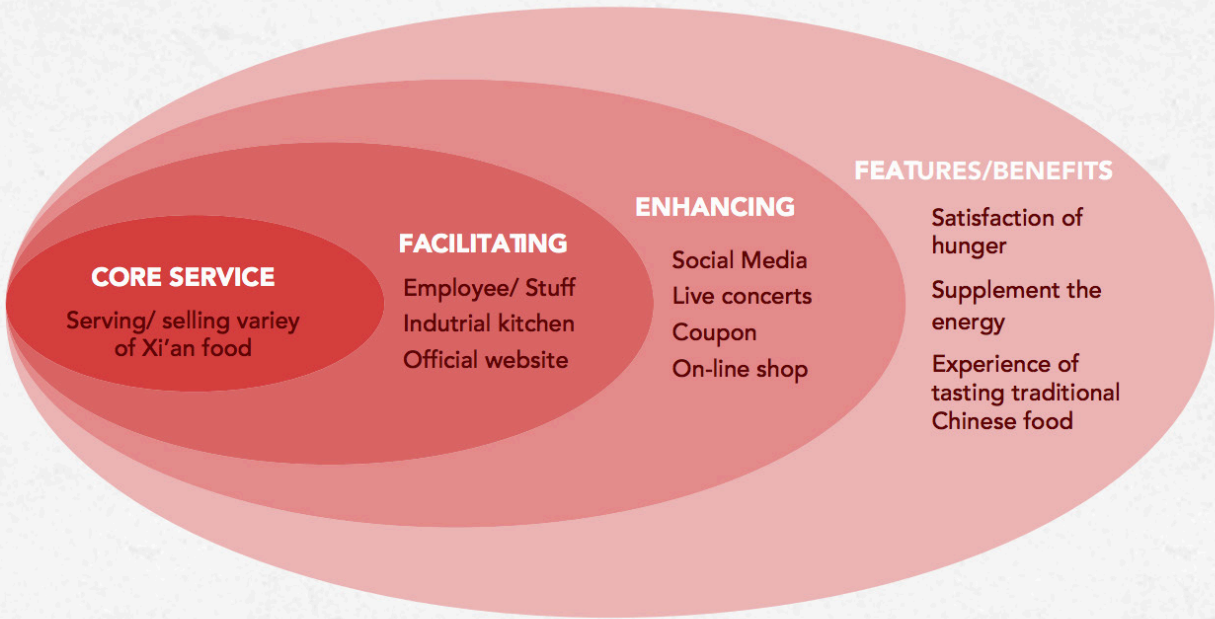 CORE SERVICE
Serving/ selling variey
of Xi'an food
FACILITATING
Employee/ Stuff
Indutrial kitchen
Official website
ENHANCING
Social Media
Live concerts
Coupon
On-line shop
FEATURES/BENEFITS
Satisfaction of
hunger
Supplement the
energy
Experience of
tasting traditional
Chinese food